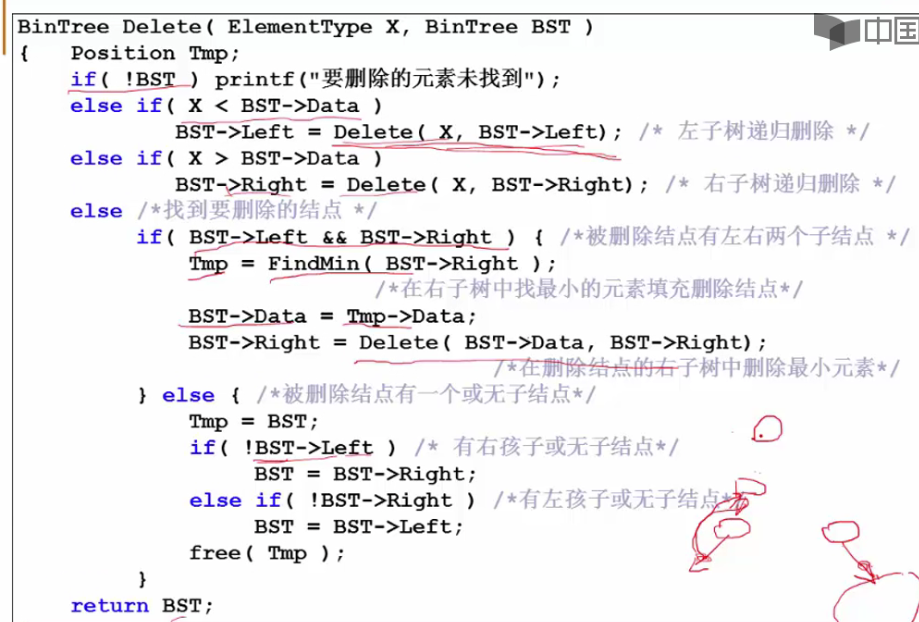 中国
BinTree Delete( ElementType X, BinTree BST )
{ Position Tmp;
if( !BST ) printf("要删除的元素未找到");
else if( X < BST->Data )
BST->Left = Delete( X, BST->Left); /* 左子树递归删除 */
else if( X > BST->Data )
BST->Right = Delete( X, BST->Right); /* 右子树递归删除 */
else /*找到要删除的结点 */
if( BST->Left && BST->Right ) { /*被删除结点有左右两个子结点 */
Tmp = FindMin( BST->Right );
/*在右子树中找最小的元素填充删除结点*/
BST->Data = Tmp->Data;
BST->Right = Delete( BST->Data, BST->Right);
/*在删除结点的右子树中删除最小元素*/
} else { /*被删除结点有一个或无子结点*/
Tmp = BST;
if( !BST->Left ) /* 有右孩子或无子结点*/
BST = BST->Right;
else if( !BST->Right ) /*有左孩子或无子结点*/
BST = BST->Left;
free( Tmp );
}
return BST;